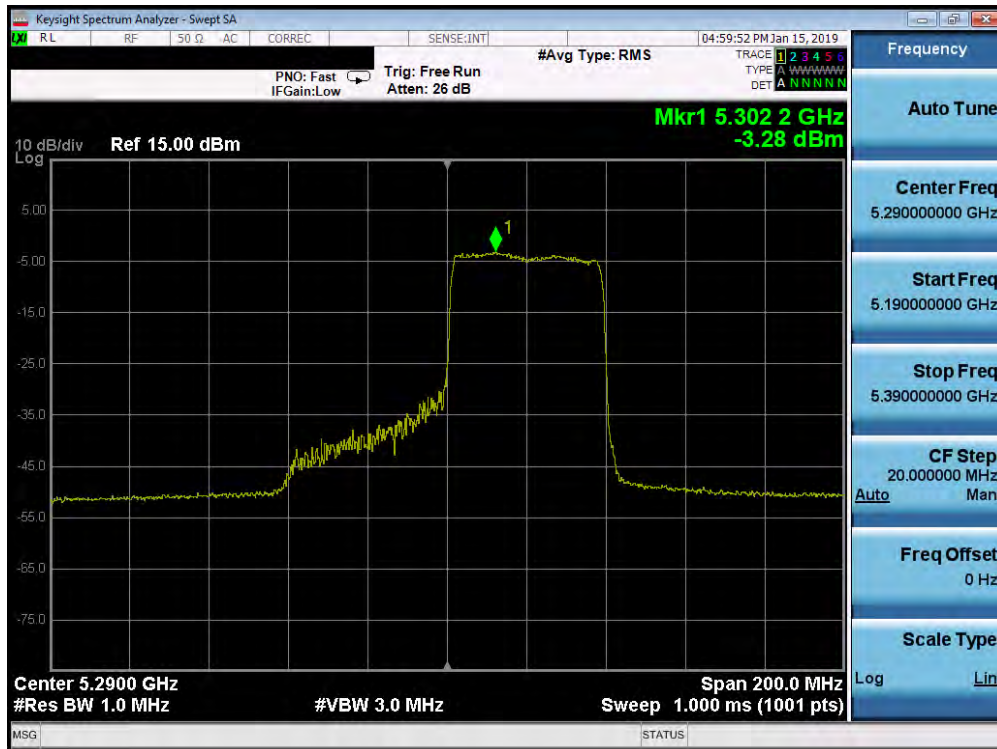 Keysight Spectrum Analyzer - Swept SA
LXI RL RF 50 Ω AC CORREC SENSE:INT 04:59:52 PM Jan 15, 2019
#Avg Type: RMS TRACE 1 2 3 4 5 6
PNO: Fast Trig: Free Run TYPE A WWWWW
IFGain:Low Atten: 26 dB DET A N N N N N
Mkr1 5.302 2 GHz
-3.28 dBm
10 dB/div Ref 15.00 dBm
Log
1
5.00
-5.00
-15.0
-25.0
-35.0
-45.0
-55.0
-65.0
-75.0
Center 5.2900 GHz Span 200.0 MHz
#Res BW 1.0 MHz #VBW 3.0 MHz Sweep 1.000 ms (1001 pts)
MSG STATUS
Frequency
Auto Tune
Center Freq
5.290000000 GHz
Start Freq
5.190000000 GHz
Stop Freq
5.390000000 GHz
CF Step
20.000000 MHz
Auto Man
Freq Offset
0 Hz
Scale Type
Log Lin